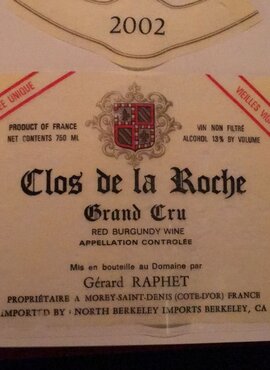 2002
UNIQUE
VIEILLES
PRODUCT OF FRANCE
NET CONTENTS 750 ML
VIN NON FILTRÉ
ALCOHOL 13% BY VOLUME
Clos de la Roche
Grand Cru
RED BURGUNDY WINE
APPELLATION CONTROLÉE
Mis en bouteille au Domaine par
Gérard RAPHET
PROPRIÉTAIRE A MOREY-SAINT-DENIS (COTE-D'OR) FRANCE
IMPORTED BY : NORTH BERKELEY IMPORTS BERKELEY, CA